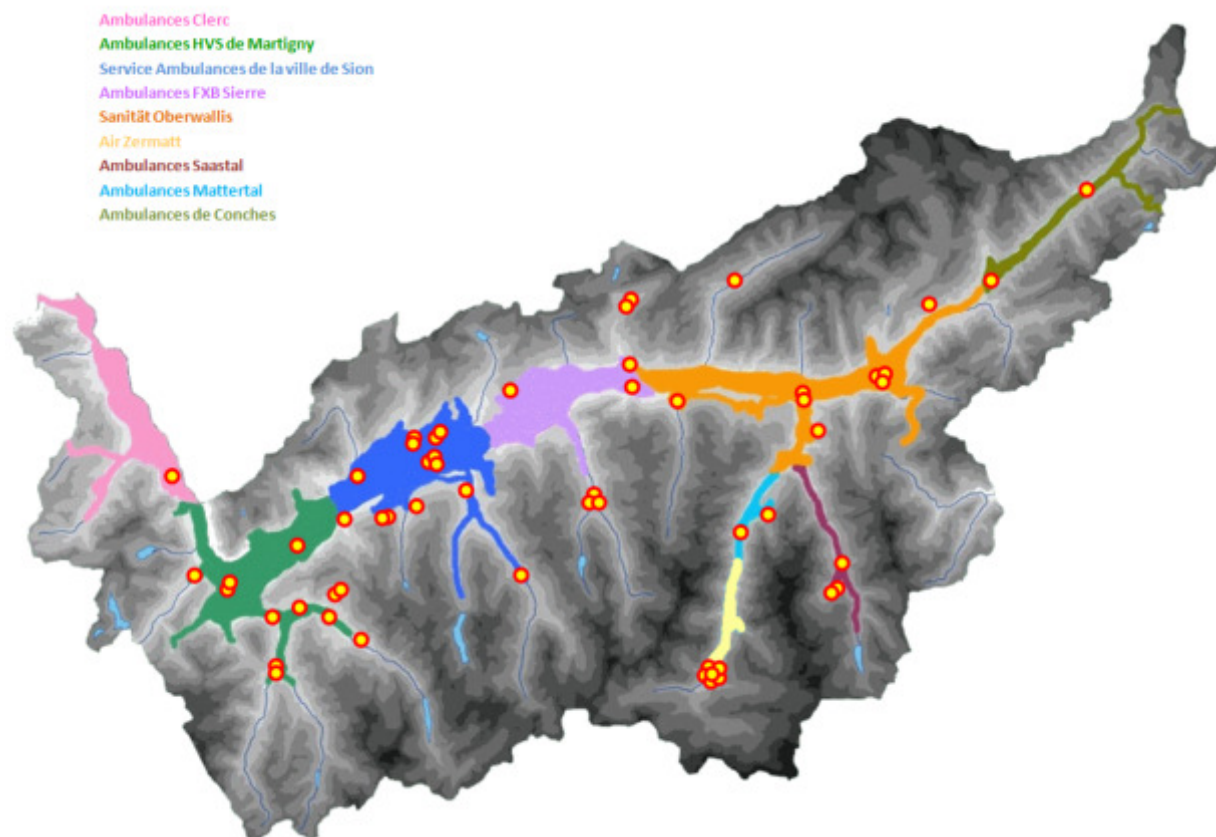 Ambulances Clerc
Ambulances HVS de Martigny
Service Ambulances de la ville de Sion
Ambulances FXB Sierre
Sanität Oberwallis
Air Zermatt
Ambulances Saastal
Ambulances Mattertal
Ambulances de Conches